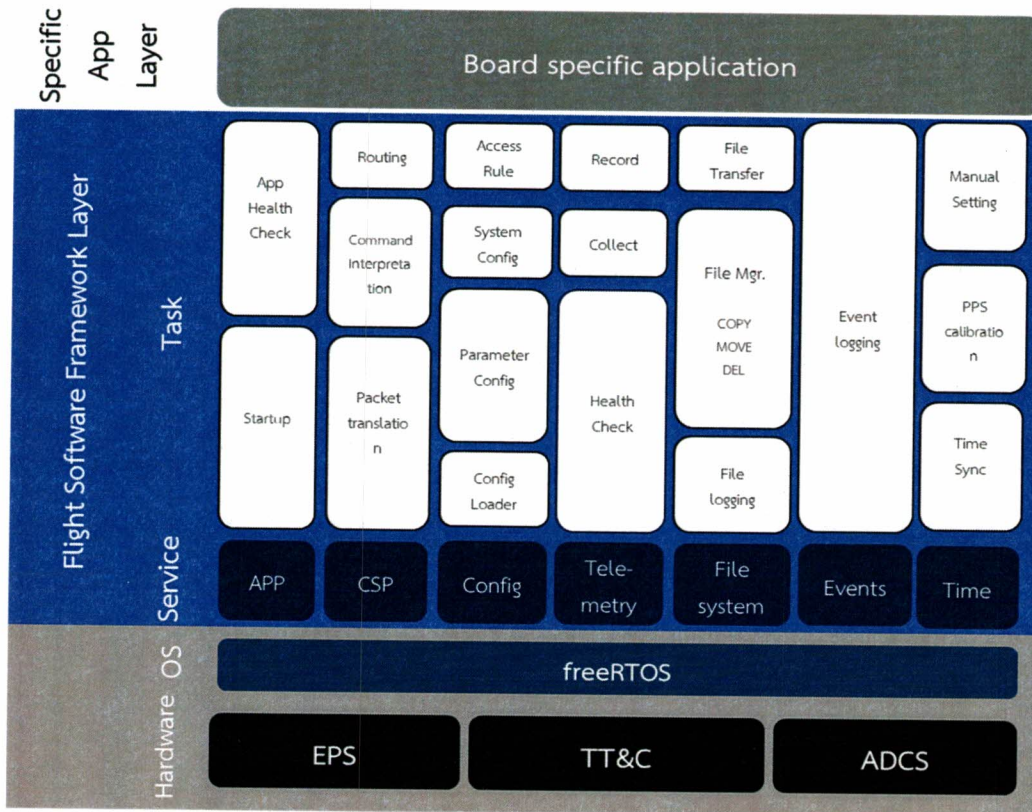 Specific
App
Layer
Board specific application
Flight Software Framework Layer
Task
App
Health
Check
Startup
Routing
Command
Interpreta
tion
Packet
translatio
n
Access
Rule
System
Config
Parameter
Config
Config
Loader
Record
Collect
Health
Check
File
Transfer
File Mgr.
COPY
MOVE
DEL
File
logging
Event
logging
Manual
Setting
PPS
calibratio
n
Time
Sync
Service
APP
CSP
Config
Tele-
metry
File
system
Events
Time
OS
freeRTOS
Hardware
EPS
TT&C
ADCS